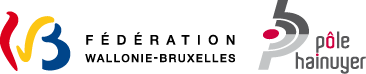 FÉDÉRATION
WALLONIE-BRUXELLES
pôle
hainuyer